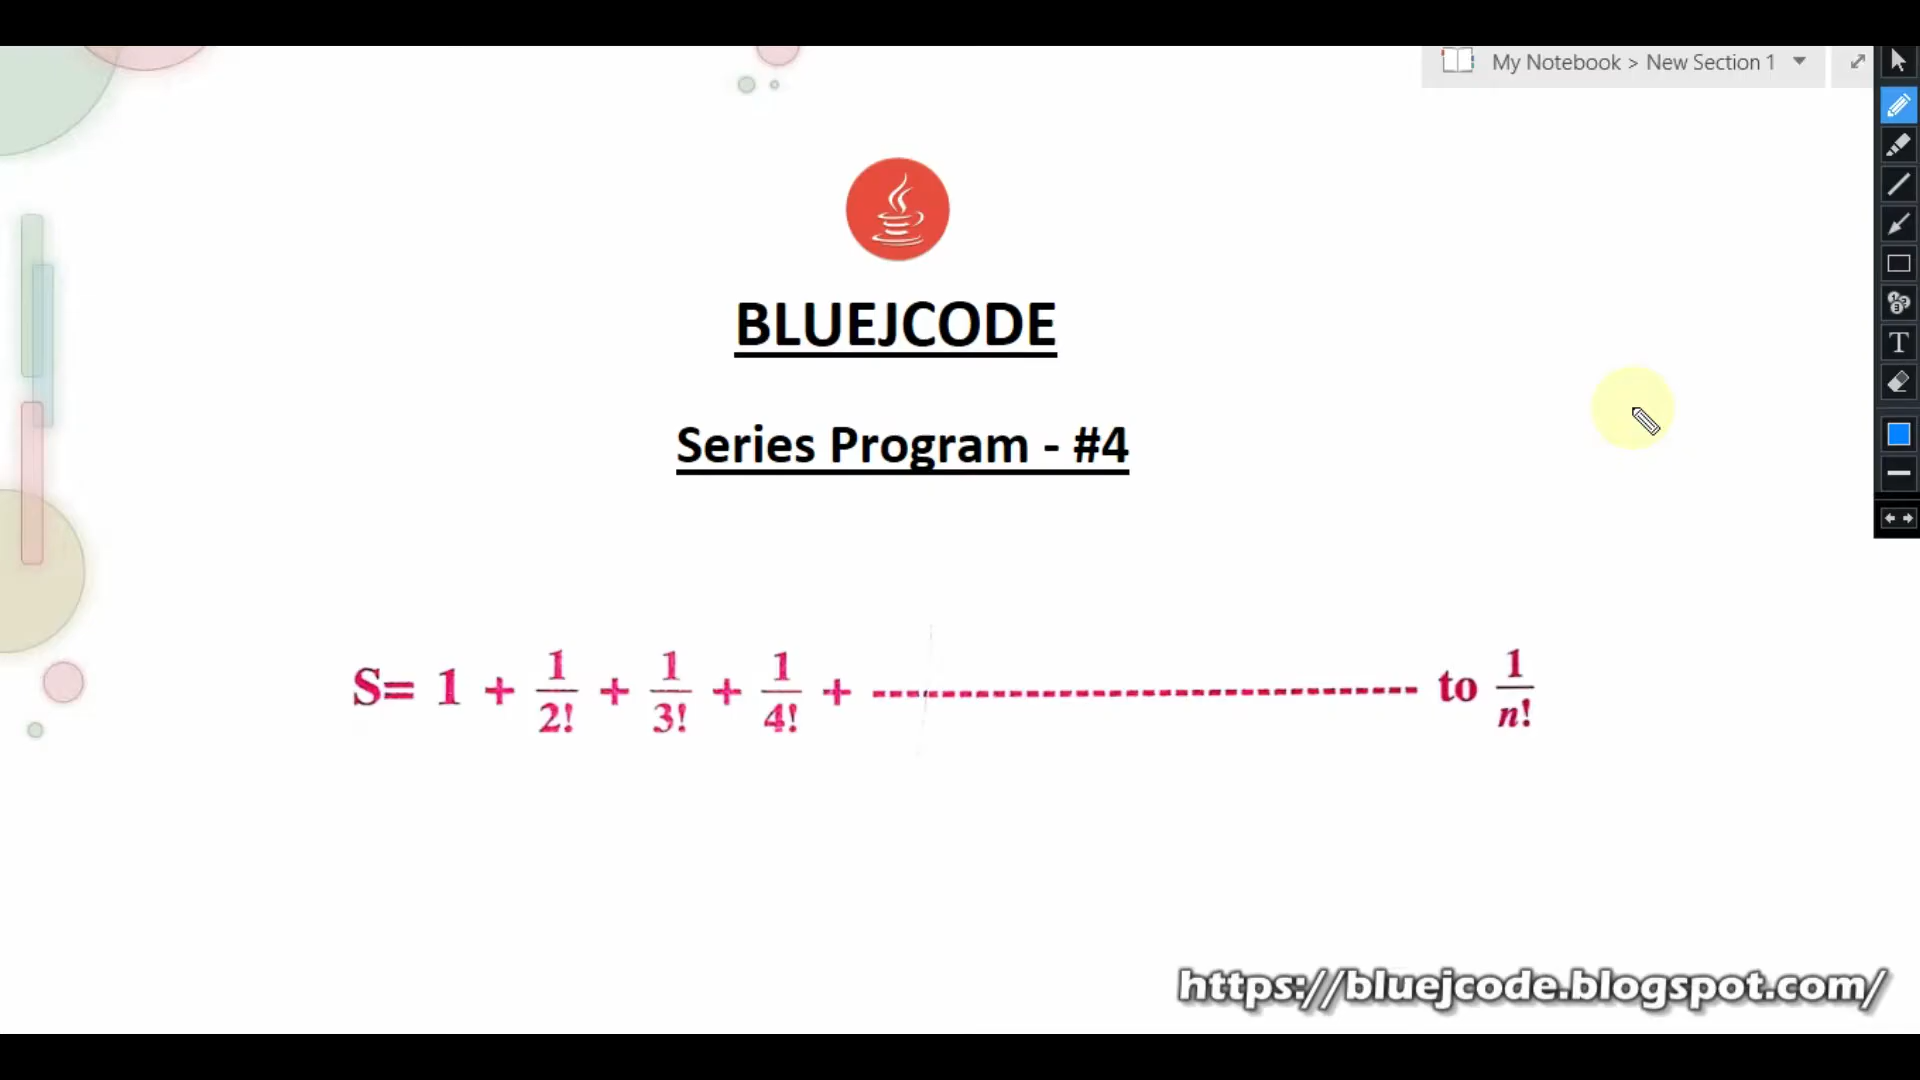 My Notebook > New Section 1
BLUEJCODE
Series Program - #4
S= 1 + 1/2! + 1/3! + 1/4! + -------------------------------- to 1/n!
https://bluejcode.blogspot.com/